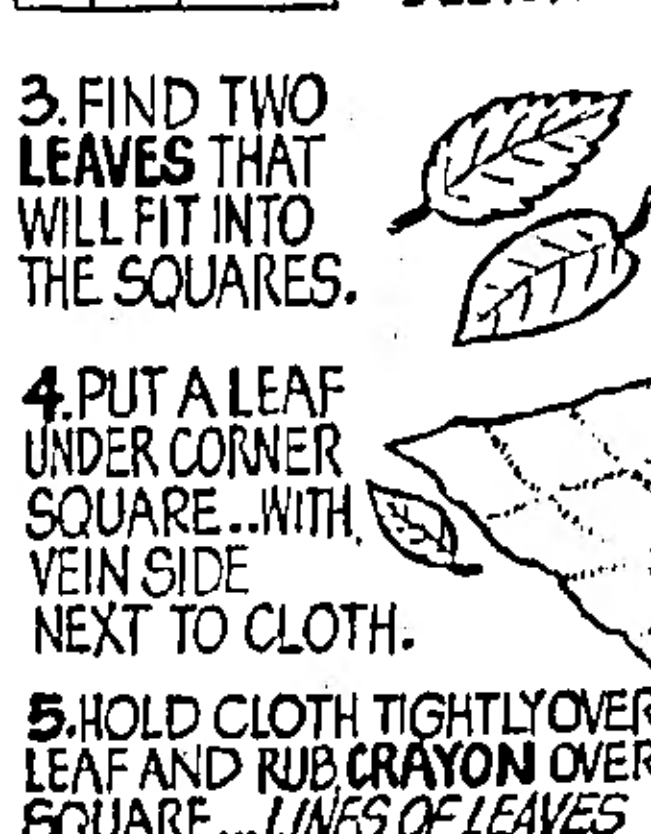 3. FIND TWO
LEAVES THAT
WILL FIT INTO
THE SQUARES.
4. PUT A LEAF
UNDER CORNER
SQUARE..WITH
VEIN SIDE
NEXT TO CLOTH.
5. HOLD CLOTH TIGHTLY OVER
LEAF AND RUB CRAYON OVER
SQUARE... LINES OF LEAVES